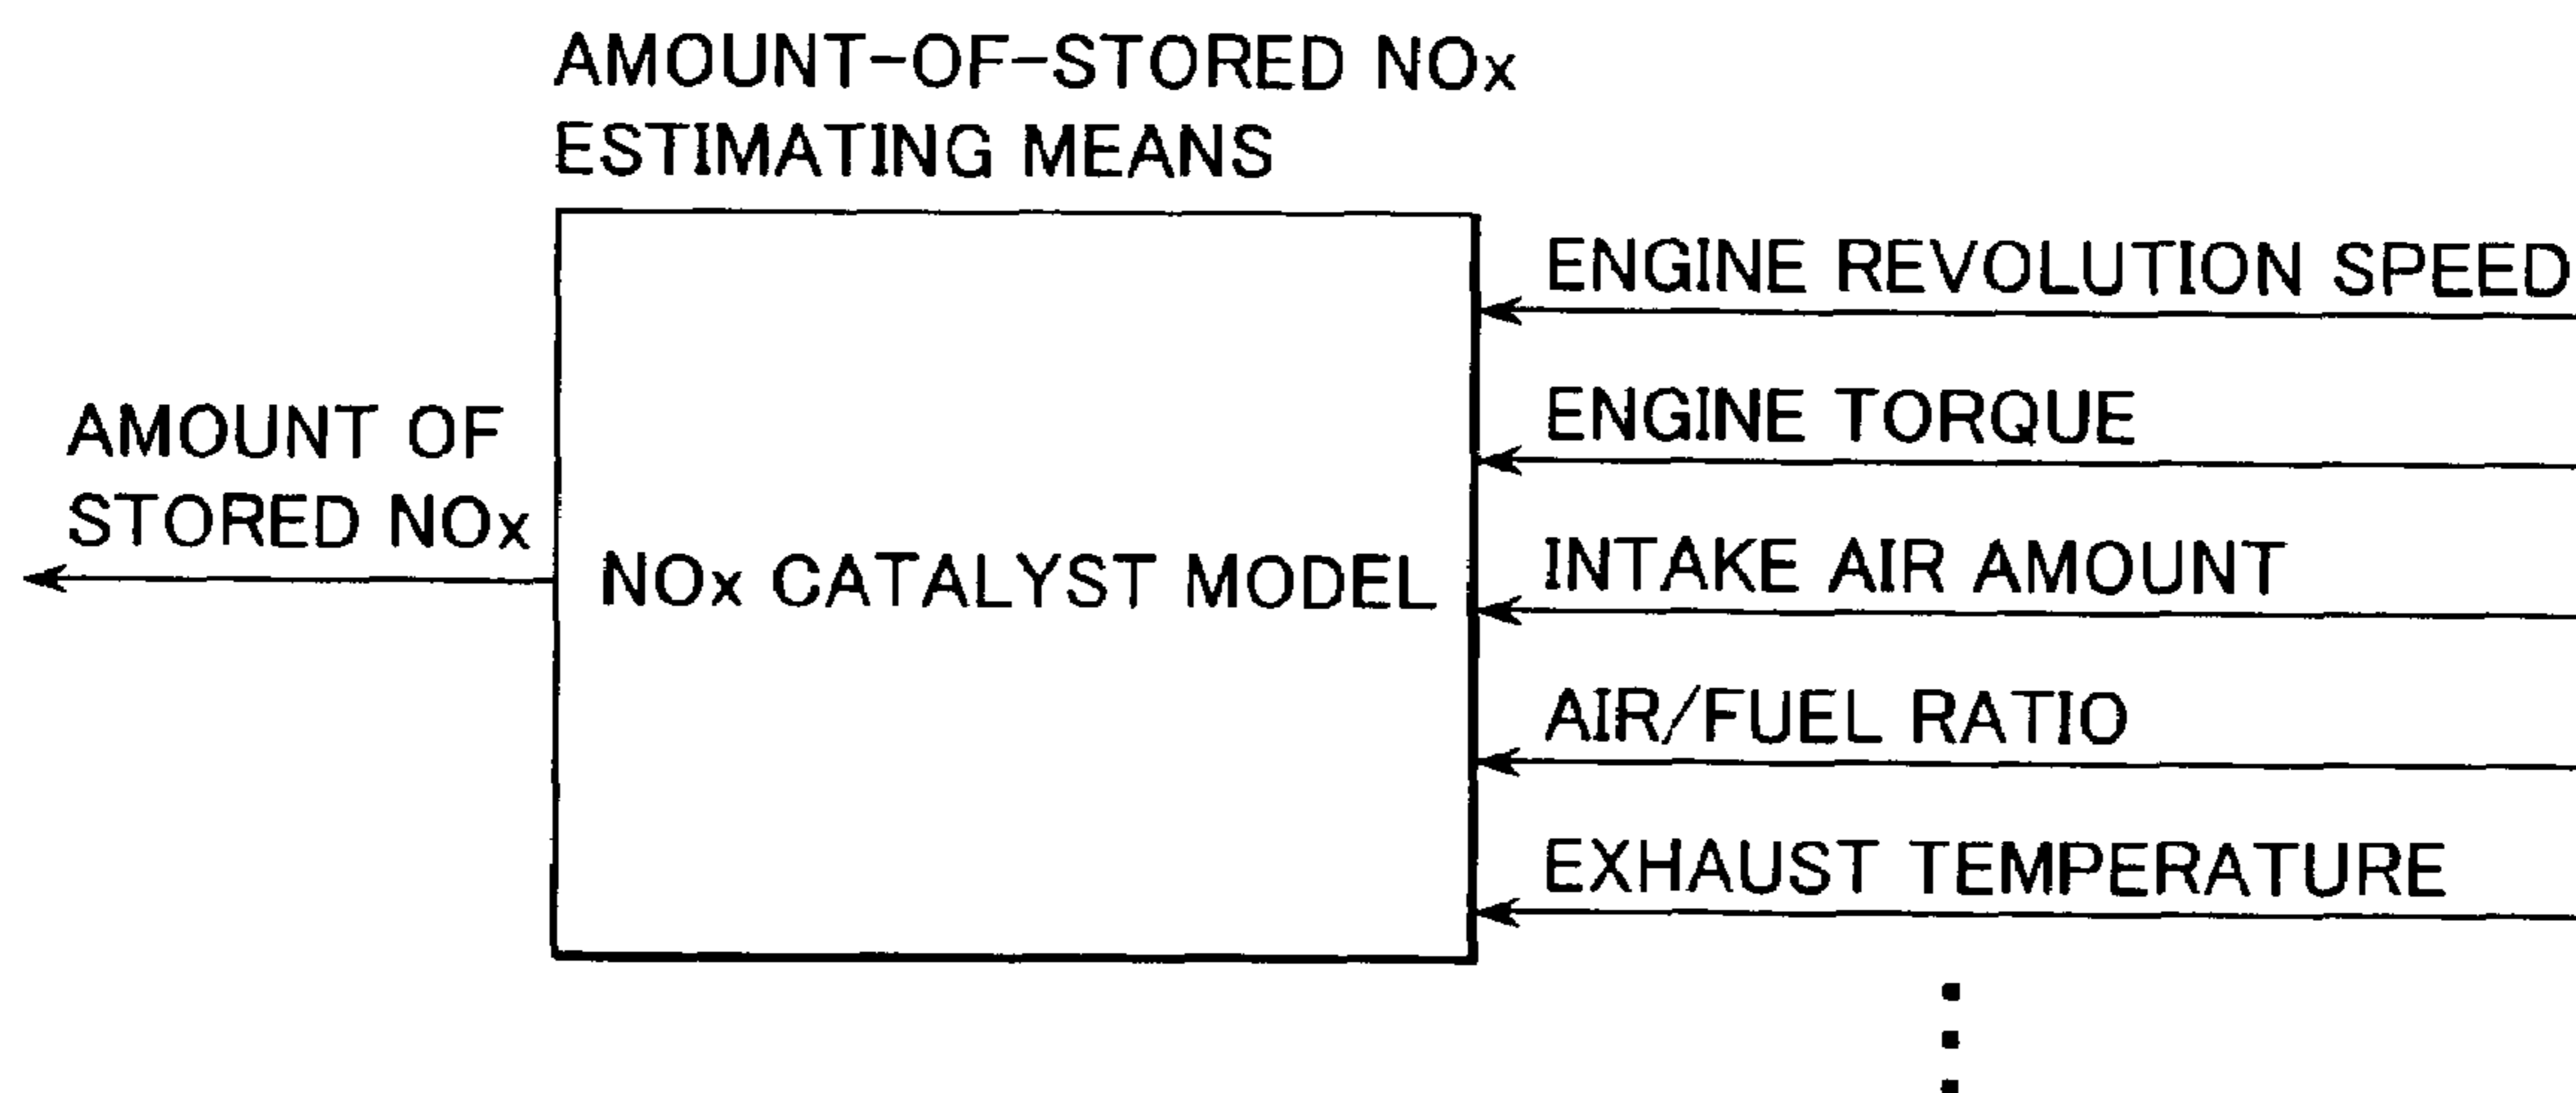 AMOUNT-OF-STORED NOx
ESTIMATING MEANS
ENGINE REVOLUTION SPEED
ENGINE TORQUE
AMOUNT OF
STORED NOx
INTAKE AIR AMOUNT
NOx CATALYST MODEL
AIR/FUEL RATIO
EXHAUST TEMPERATURE